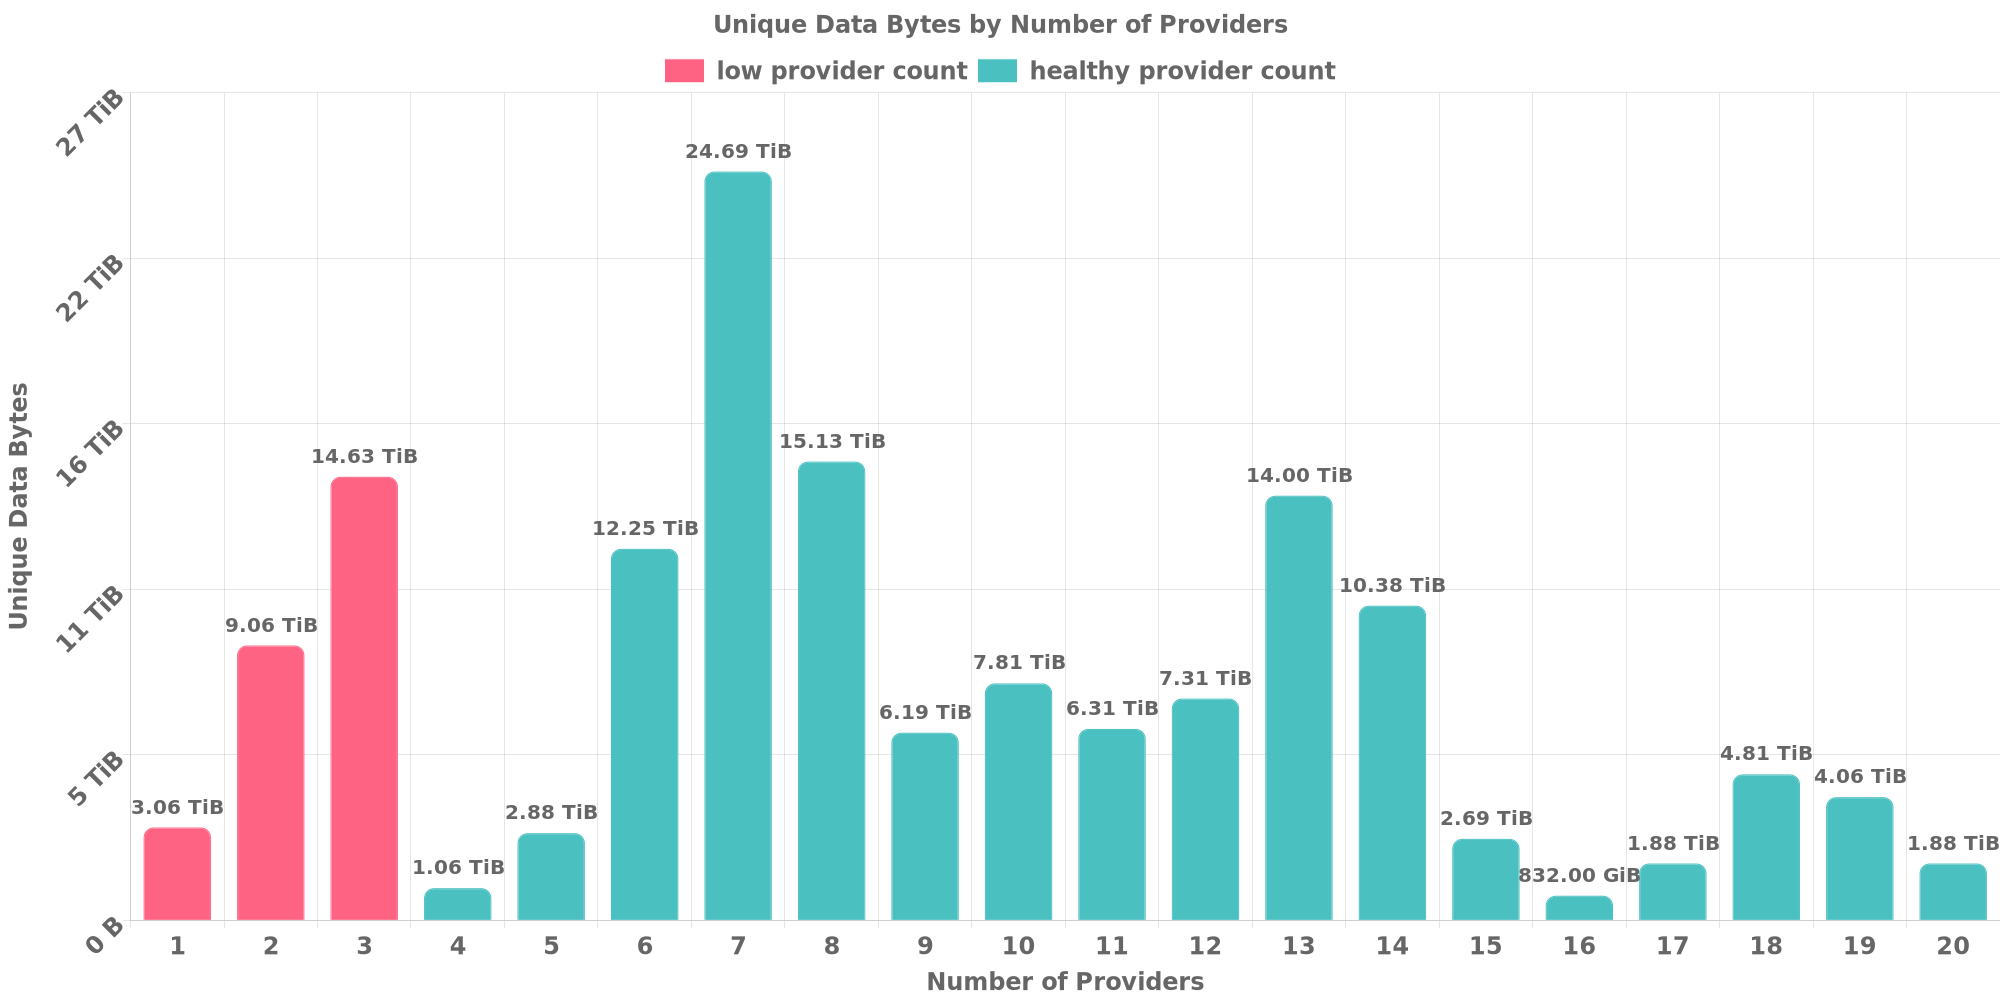 Unique Data Bytes by Number of Providers
low provider count healthy provider count
Unique Data Bytes
27 TiB
22 TiB
16 TiB
11 TiB
5 TiB
0 B
3.06 TiB
9.06 TiB
14.63 TiB
1.06 TiB
2.88 TiB
12.25 TiB
24.69 TiB
15.13 TiB
6.19 TiB
7.81 TiB
6.31 TiB
7.31 TiB
14.00 TiB
10.38 TiB
2.69 TiB
832.00 GiB
1.88 TiB
4.81 TiB
4.06 TiB
1.88 TiB
1 2 3 4 5 6 7 8 9 10 11 12 13 14 15 16 17 18 19 20
Number of Providers